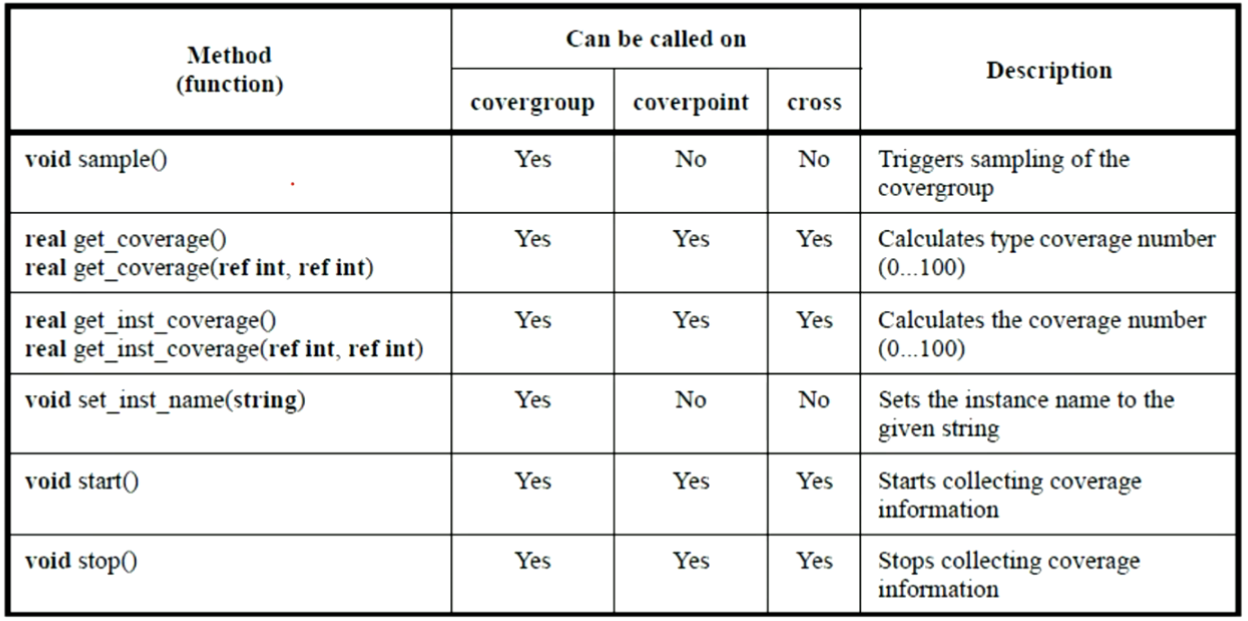 Method
(function)
Can be called on
Description
covergroup
coverpoint
cross
void sample()
Yes
No
No
Triggers sampling of the
covergroup
real get_coverage()
real get_coverage(ref int, ref int)
Yes
Yes
Yes
Calculates type coverage number
(0...100)
real get_inst_coverage()
real get_inst_coverage(ref int, ref int)
Yes
Yes
Yes
Calculates the coverage number
(0...100)
void set_inst_name(string)
Yes
No
No
Sets the instance name to the
given string
void start()
Yes
Yes
Yes
Starts collecting coverage
information
void stop()
Yes
Yes
Yes
Stops collecting coverage
information